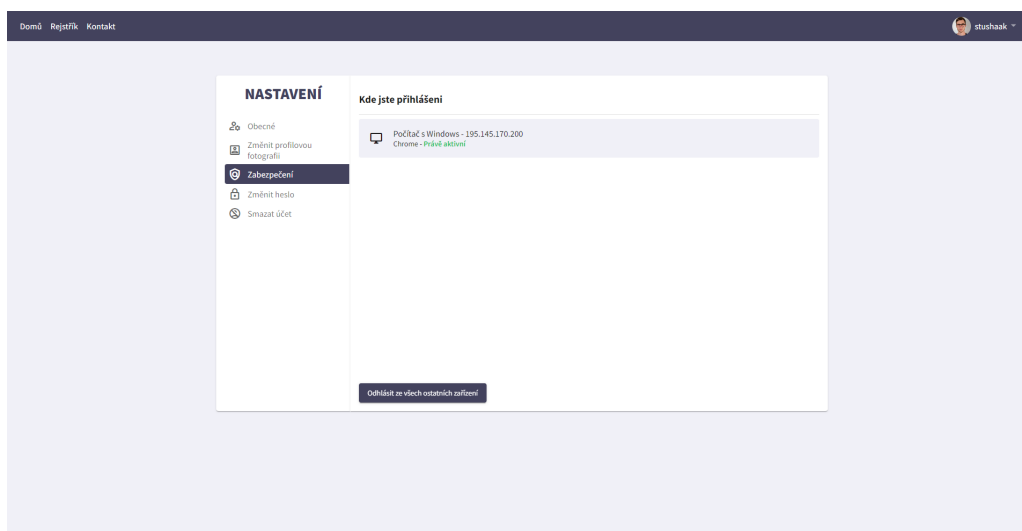 Domů Rejstřík Kontakt
stushaak
NASTAVENÍ
Obecné
Změnit profilovou
fotografii
Zabezpečení
Změnit heslo
Smazat účet
Kde jste přihlášeni
Počítač s Windows - 195.145.170.200
Chrome - Právě aktivní
Odhlásit ze všech ostatních zařízení